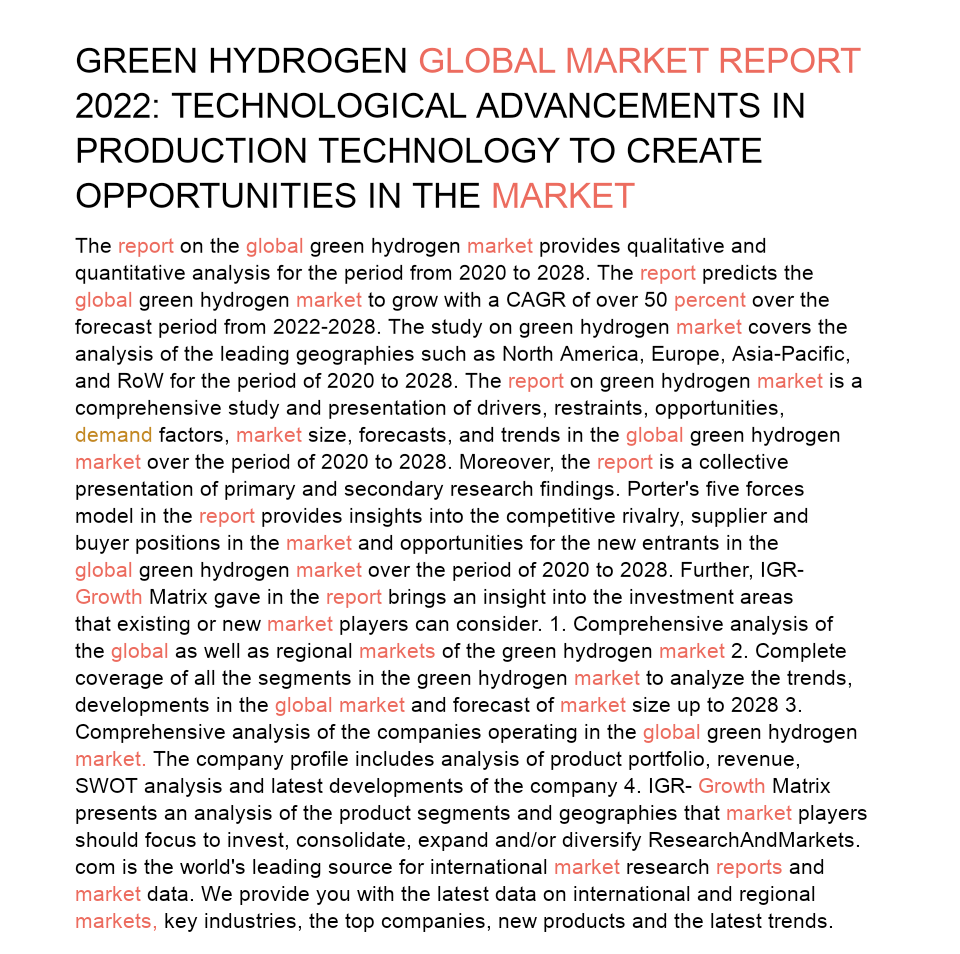 GREEN HYDROGEN GLOBAL MARKET REPORT
2022: TECHNOLOGICAL ADVANCEMENTS IN
PRODUCTION TECHNOLOGY TO CREATE
OPPORTUNITIES IN THE MARKET
The report on the global green hydrogen market provides qualitative and
quantitative analysis for the period from 2020 to 2028. The report predicts the
global green hydrogen market to grow with a CAGR of over 50 percent over the
forecast period from 2022-2028. The study on green hydrogen market covers the
analysis of the leading geographies such as North America, Europe, Asia-Pacific,
and RoW for the period of 2020 to 2028. The report on green hydrogen market is a
comprehensive study and presentation of drivers, restraints, opportunities,
demand factors, market size, forecasts, and trends in the global green hydrogen
market over the period of 2020 to 2028. Moreover, the report is a collective
presentation of primary and secondary research findings. Porter's five forces
model in the report provides insights into the competitive rivalry, supplier and
buyer positions in the market and opportunities for the new entrants in the
global green hydrogen market over the period of 2020 to 2028. Further, IGR-
Growth Matrix gave in the report brings an insight into the investment areas
that existing or new market players can consider. 1. Comprehensive analysis of
the global as well as regional markets of the green hydrogen market 2. Complete
coverage of all the segments in the green hydrogen market to analyze the trends,
developments in the global market and forecast of market size up to 2028 3.
Comprehensive analysis of the companies operating in the global green hydrogen
market. The company profile includes analysis of product portfolio, revenue,
SWOT analysis and latest developments of the company 4. IGR- Growth Matrix
presents an analysis of the product segments and geographies that market players
should focus to invest, consolidate, expand and/or diversify ResearchAndMarkets.
com is the world's leading source for international market research reports and
market data. We provide you with the latest data on international and regional
markets, key industries, the top companies, new products and the latest trends.